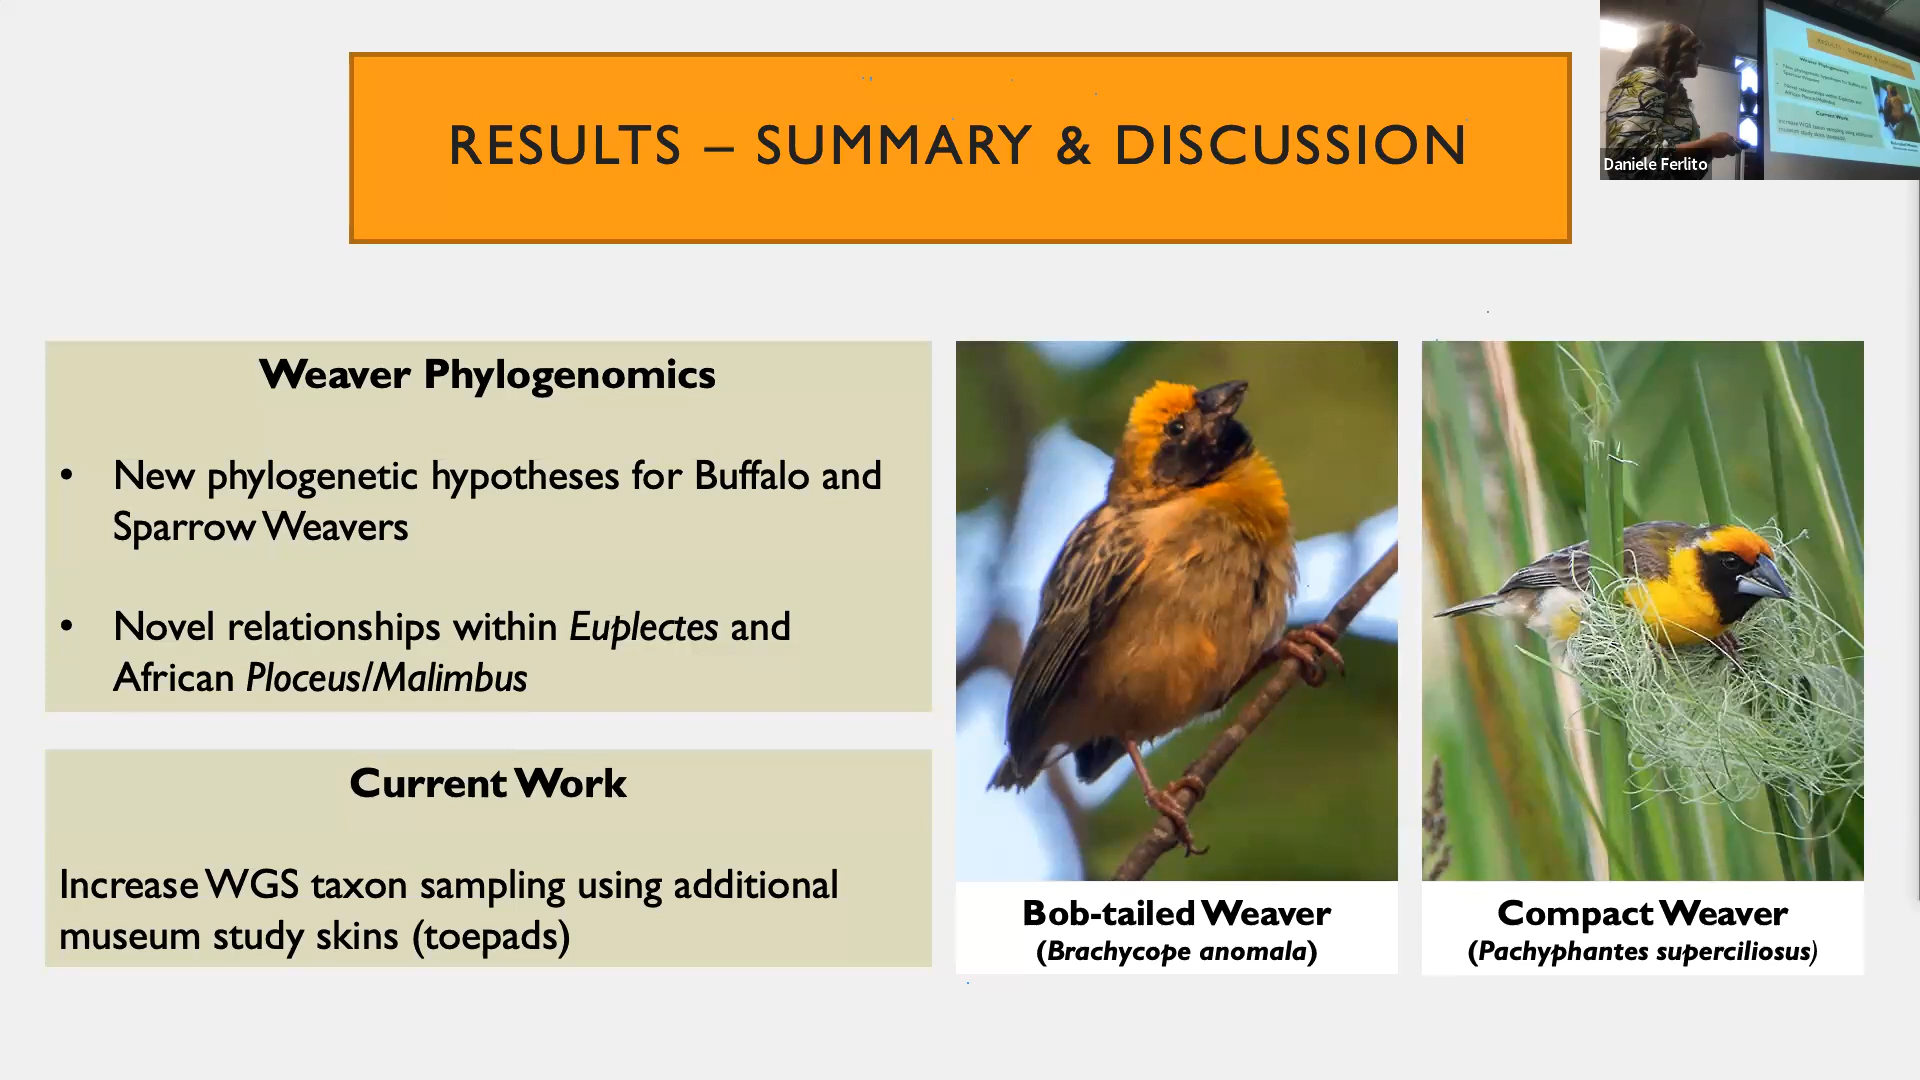 RESULTS – SUMMARY & DISCUSSION
Daniele Ferlito
Weaver Phylogenomics
• New phylogenetic hypotheses for Buffalo and
Sparrow Weavers
• Novel relationships within Euplectes and
African Ploceus/Malimbus
Current Work
Increase WGS taxon sampling using additional
museum study skins (toepads)
Bob-tailed Weaver
(Brachycope anomala)
Compact Weaver
(Pachyphantes superciliosus)